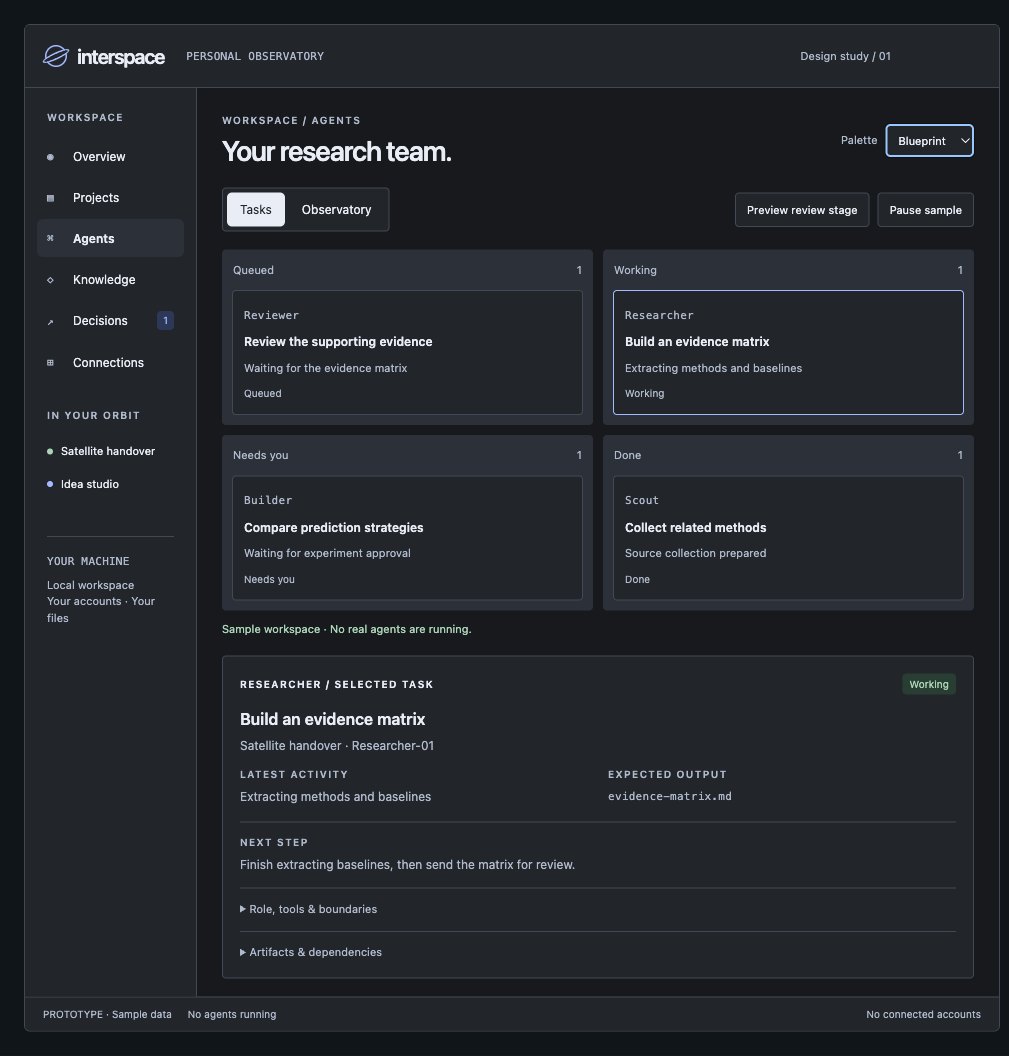 interspace
PERSONAL OBSERVATORY
Design study / 01
WORKSPACE
Overview
Projects
Agents
Knowledge
Decisions 1
Connections
IN YOUR ORBIT
Satellite handover
Idea studio
YOUR MACHINE
Local workspace
Your accounts · Your
files
WORKSPACE / AGENTS
Your research team.
Palette Blueprint
Tasks Observatory
Preview review stage Pause sample
Queued 1
Reviewer
Review the supporting evidence
Waiting for the evidence matrix
Queued
Working 1
Researcher
Build an evidence matrix
Extracting methods and baselines
Working
Needs you 1
Builder
Compare prediction strategies
Waiting for experiment approval
Needs you
Done 1
Scout
Collect related methods
Source collection prepared
Done
Sample workspace · No real agents are running.
RESEARCHER / SELECTED TASK Working
Build an evidence matrix
Satellite handover · Researcher-01
LATEST ACTIVITY
Extracting methods and baselines
EXPECTED OUTPUT
evidence-matrix.md
NEXT STEP
Finish extracting baselines, then send the matrix for review.
Role, tools & boundaries
Artifacts & dependencies
PROTOTYPE · Sample data No agents running No connected accounts